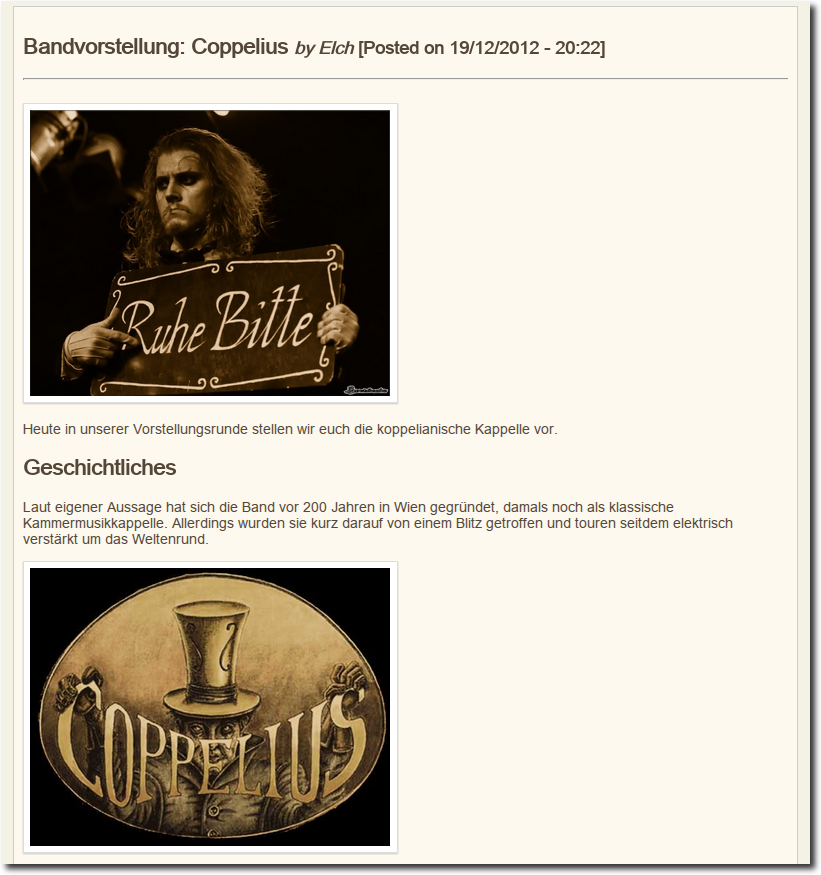 Bandvorstellung: Coppelius by Elch [Posted on 19/12/2012 - 20:22]
Ruhe Bitte
Heute in unserer Vorstellungsrunde stellen wir euch die koppelianische Kappelle vor.
Geschichtliches
Laut eigener Aussage hat sich die Band vor 200 Jahren in Wien gegründet, damals noch als klassische
Kammermusikkappelle. Allerdings wurden sie kurz darauf von einem Blitz getroffen und touren seitdem elektrisch
verstärkt um das Weltenrund.
COPPELIUS